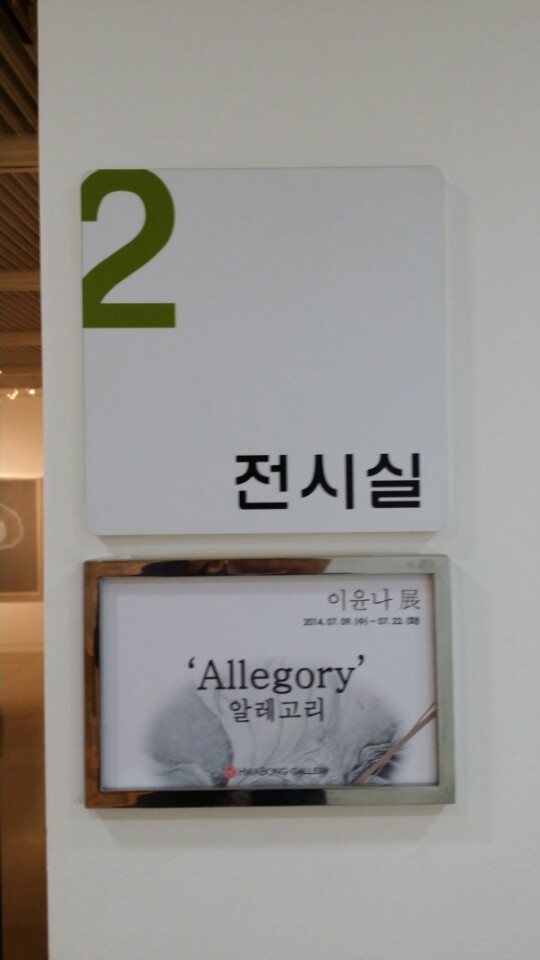 2
전시실
이윤나 展
2014. 07. 09. (수) - 07. 22. (화)
‘Allegory’
알레고리
HWABONG GALLERY